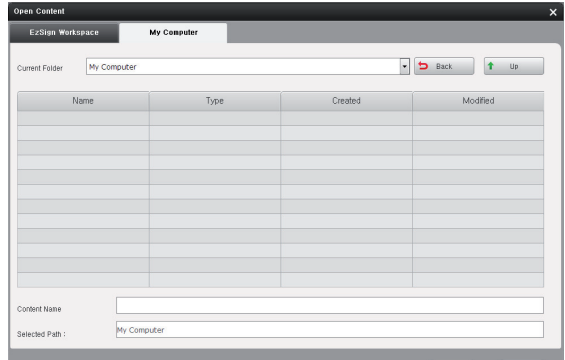 Open Content
EzSign Workspace
My Computer
Current Folder
My Computer
Back
Up
Name
Type
Created
Modified
Content Name
Selected Path :
My Computer